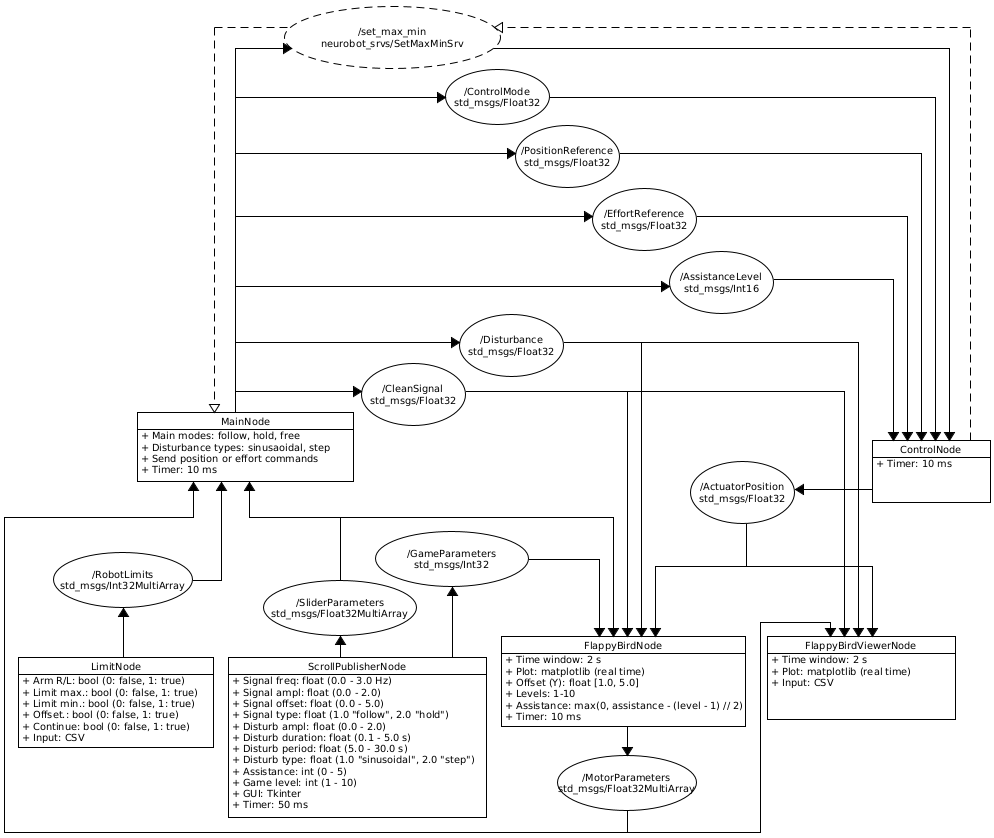 /set_max_min
neurobot_srvs/SetMaxMinSrv
/ControlMode
std_msgs/Float32
/PositionReference
std_msgs/Float32
/EffortReference
std_msgs/Float32
/AssistanceLevel
std_msgs/Int16
/Disturbance
std_msgs/Float32
/CleanSignal
std_msgs/Float32
MainNode
+ Main modes: follow, hold, free
+ Disturbance types: sinusaoidal, step
+ Send position or effort commands
+ Timer: 10 ms
ControlNode
+ Timer: 10 ms
/ActuatorPosition
std_msgs/Float32
/RobotLimits
std_msgs/Int32MultiArray
/SliderParameters
std_msgs/Float32MultiArray
/GameParameters
std_msgs/Int32
LimitNode
+ Arm R/L: bool (0: false, 1: true)
+ Limit max.: bool (0: false, 1: true)
+ Limit min.: bool (0: false, 1: true)
+ Offset.: bool (0: false, 1: true)
+ Continue: bool (0: false, 1: true)
+ Input: CSV
ScrollPublisherNode
+ Signal freq: float (0.0 - 3.0 Hz)
+ Signal ampl: float (0.0 - 2.0)
+ Signal offset: float (0.0 - 5.0)
+ Signal type: float (1.0 "follow", 2.0 "hold")
+ Disturb ampl: float (0.0 - 2.0)
+ Disturb duration: float (0.1 - 5.0 s)
+ Disturb period: float (5.0 - 30.0 s)
+ Disturb type: float (1.0 "sinusoidal", 2.0 "step")
+ Assistance: int (0 - 5)
+ Game level: int (1 - 10)
+ GUI: Tkinter
+ Timer: 50 ms
FlappyBirdNode
+ Time window: 2 s
+ Plot: matplotlib (real time)
+ Offset (Y): float [1.0, 5.0]
+ Levels: 1-10
+ Assistance: max(0, assistance - (level - 1) // 2)
+ Timer: 10 ms
FlappyBirdViewerNode
+ Time window: 2 s
+ Plot: matplotlib (real time)
+ Input: CSV
/MotorParameters
std_msgs/Float32MultiArray